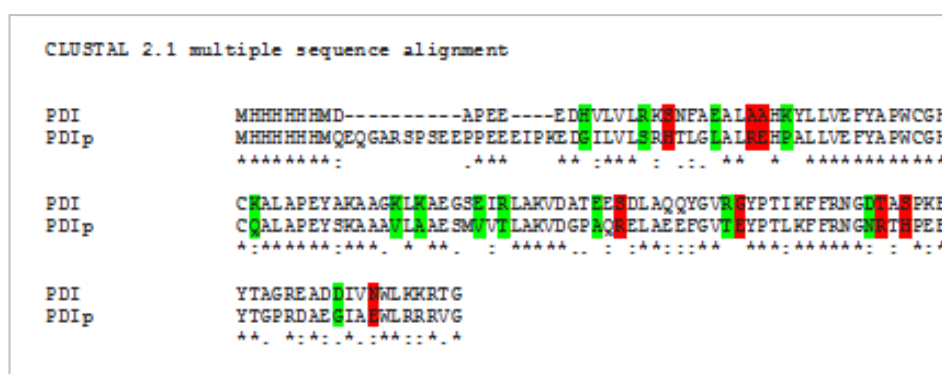 CLUSTAL 2.1 multiple sequence alignment
PDI MHHHHHHMD----------APEE----EDHVLVLRKSNFAEALAAHKYLLVEFYAPWCGH
PDIp MHHHHHHMQEQGARSPSEEPPEEEIPKEDGILVLSRHTLGLALREHPALLVEFYAPWCGH
********:          .***    ** :*** : .:. **  *  ************
PDI CKALAPEYAKAAGKLKAEGSEIRLAKVDATEESDLAQQYGVRGYPTIKFFRNGDTASPKE
PDIp CQALAPEYSKAAAVLAAESMVVTLAKVDGPAQRELAEEFGVTEYPTLKFFRNGNRTHPEE
*:******:***. * **.  : *****.. : :**:::**  ***:******: : *:*
PDI YTAGREADDIVNWLKKRTG
PDIp YTGPRDAEGIAEWLRRRVG
**. *:*:.*.:**::*.*